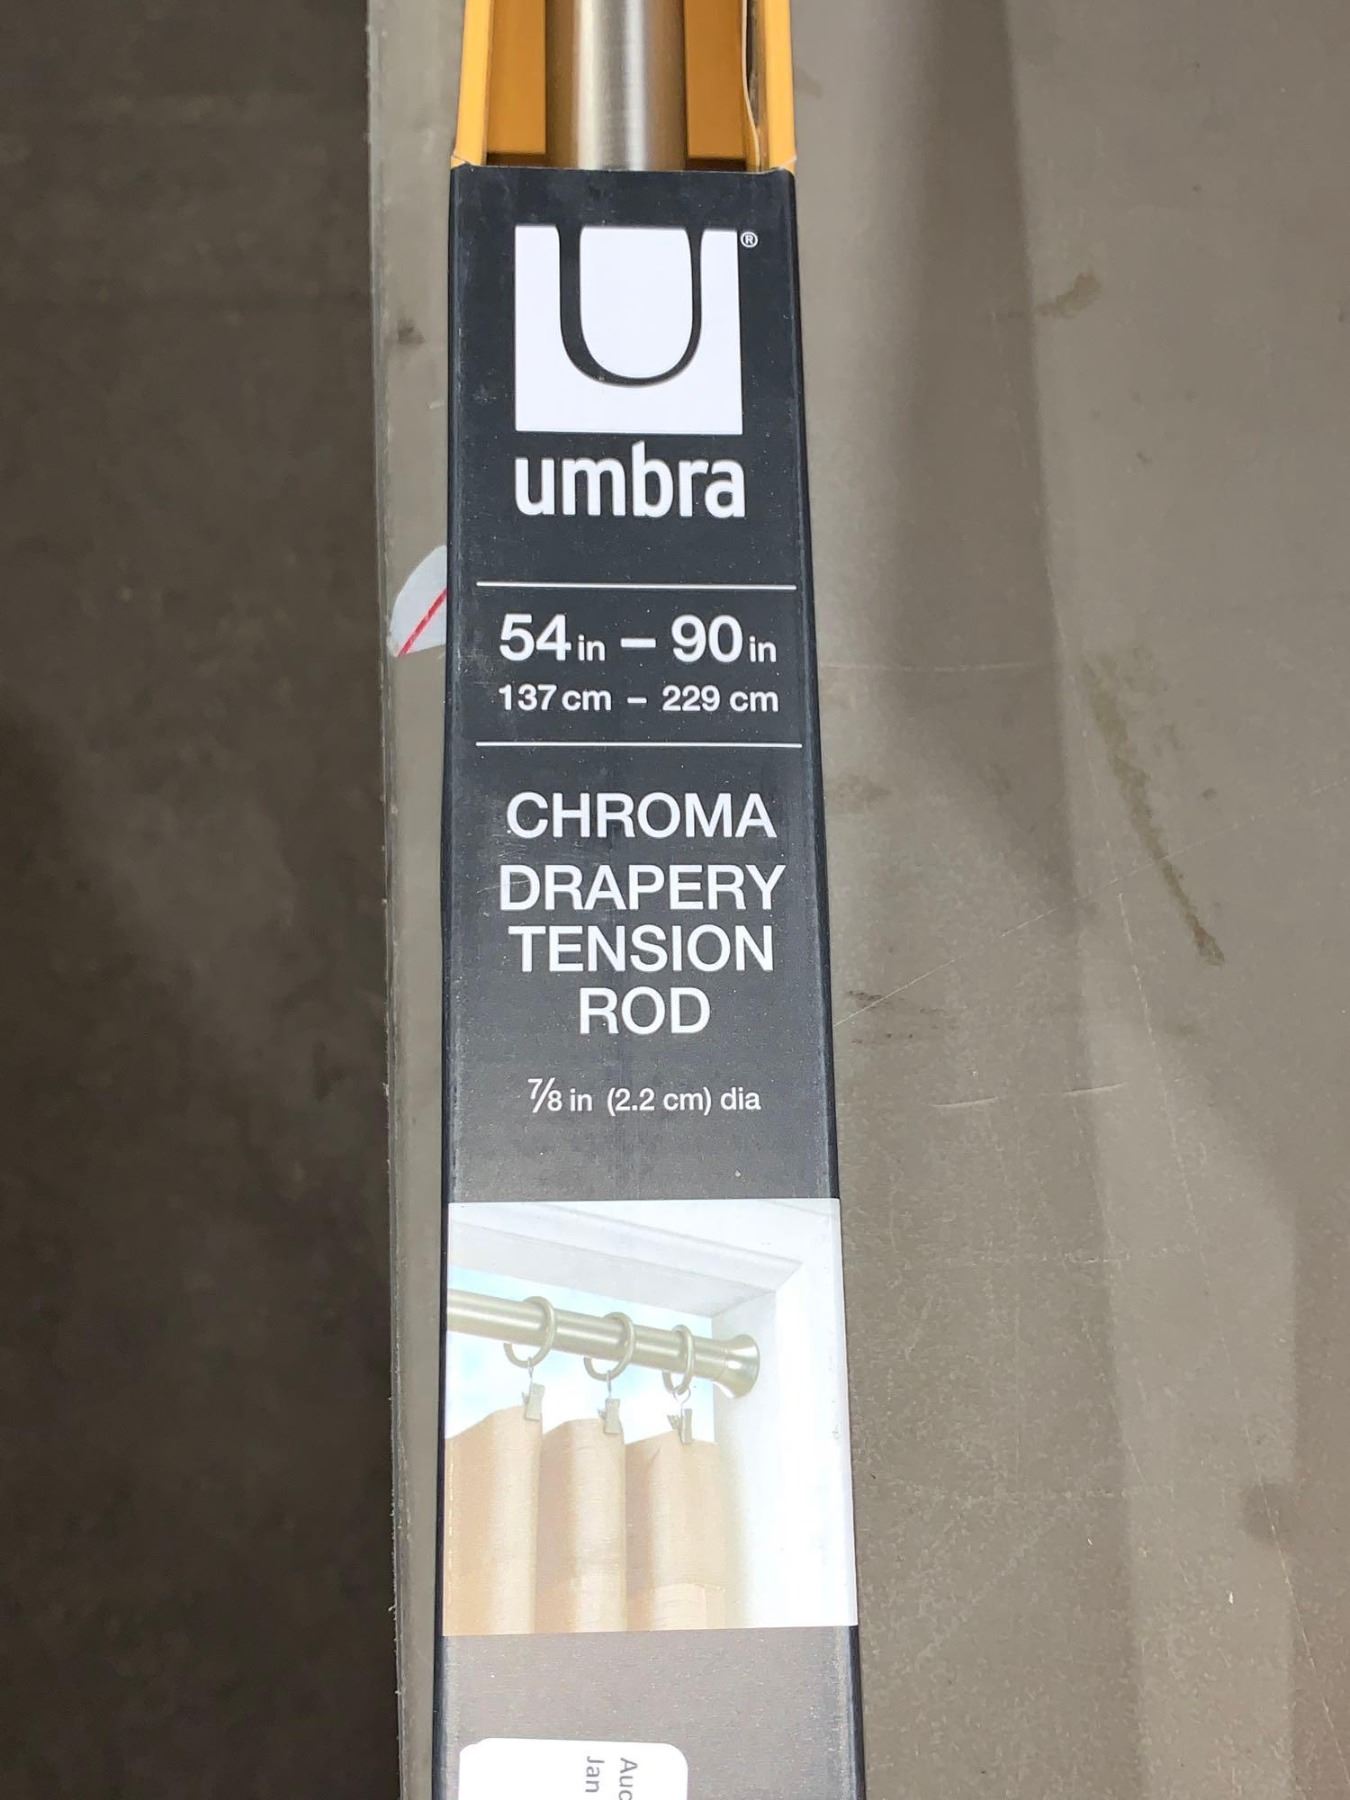 U®
umbra
54 in – 90 in
137 cm – 229 cm
CHROMA
DRAPERY
TENSION
ROD
7/8 in (2.2 cm) dia
Jan